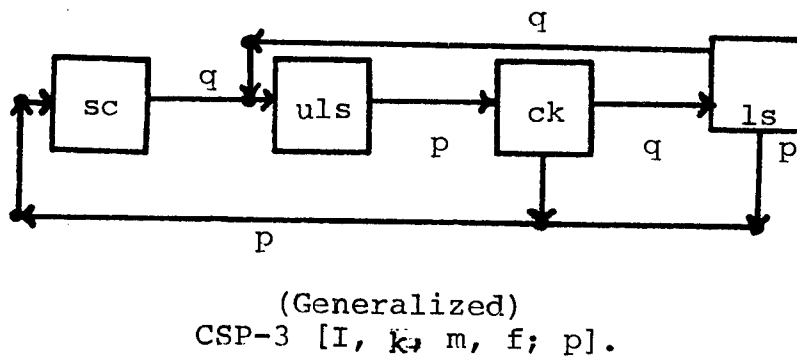 q
sc
q
uls
p
ck
q
ls
p
p
(Generalized)
CSP-3 [I, k, m, f; p].